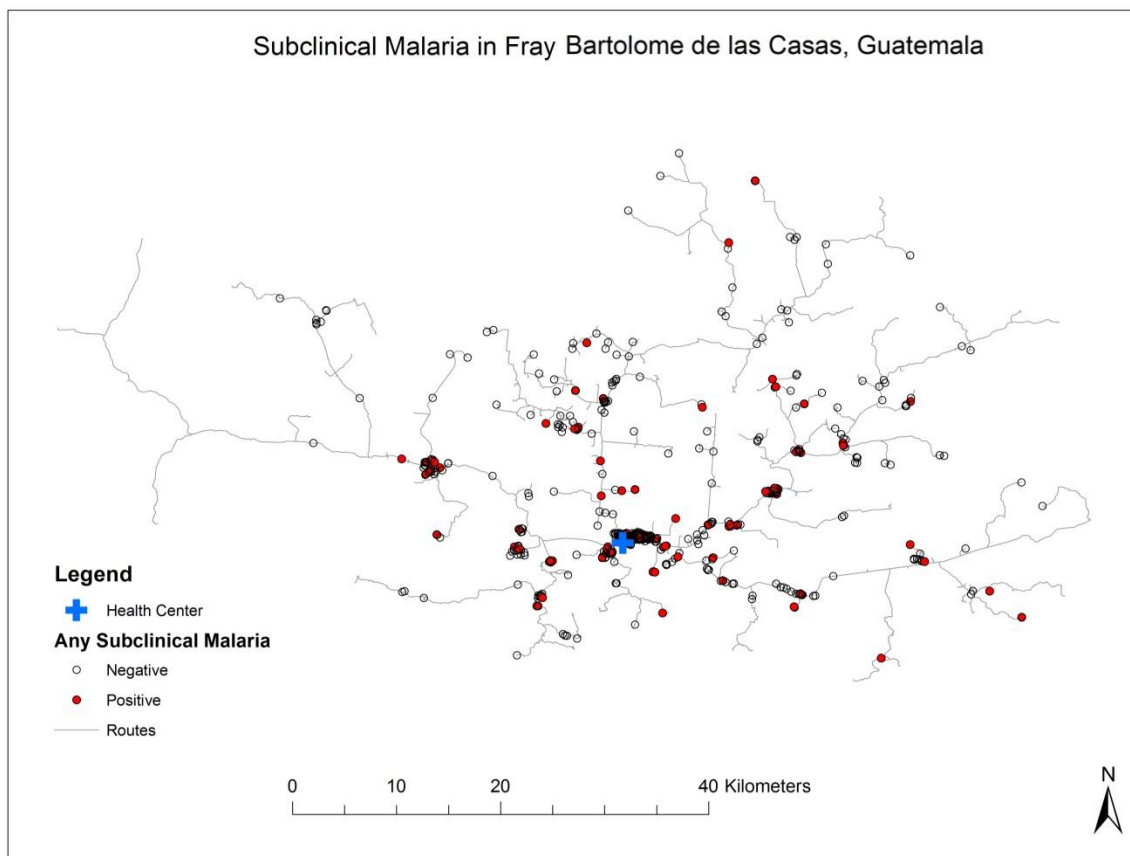 Subclinical Malaria in Fray Bartolome de las Casas, Guatemala
Legend
Health Center
Any Subclinical Malaria
Negative
Positive
Routes
0 10 20 40 Kilometers
N